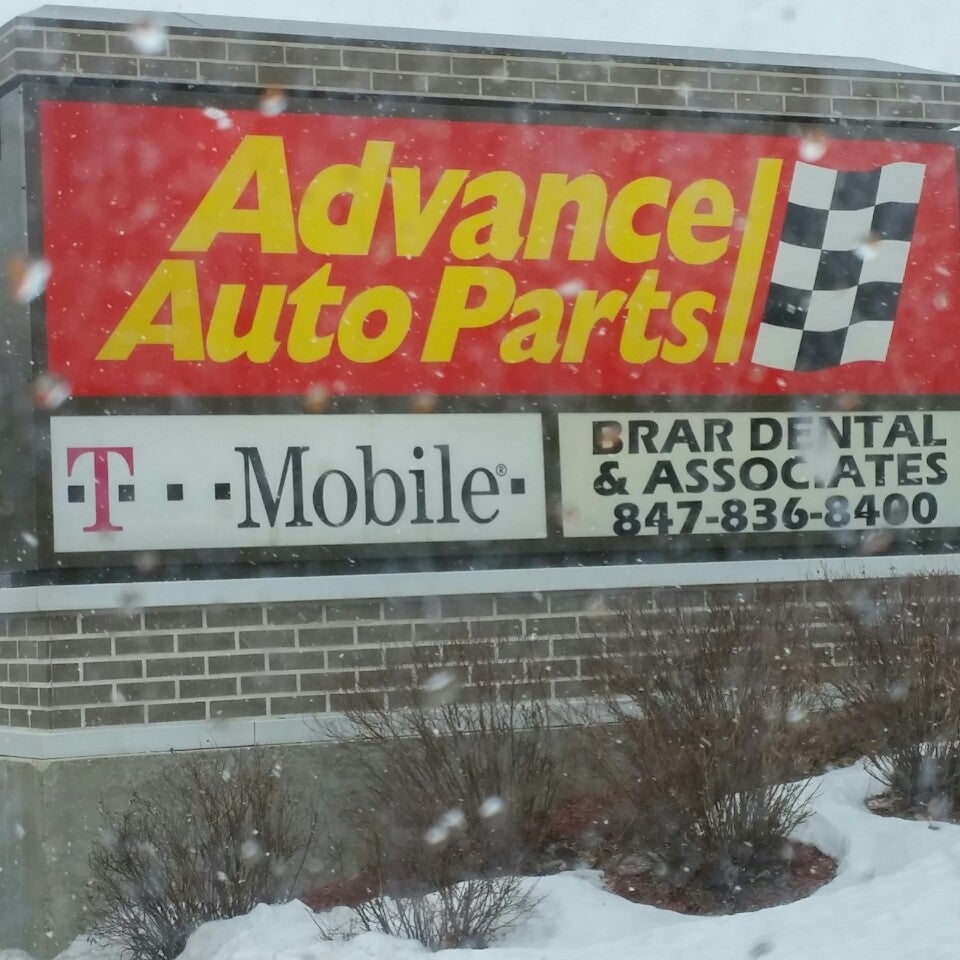 Advance
Auto Parts
T Mobile®
BRAR DENTAL
& ASSOCIATES
847-836-8400